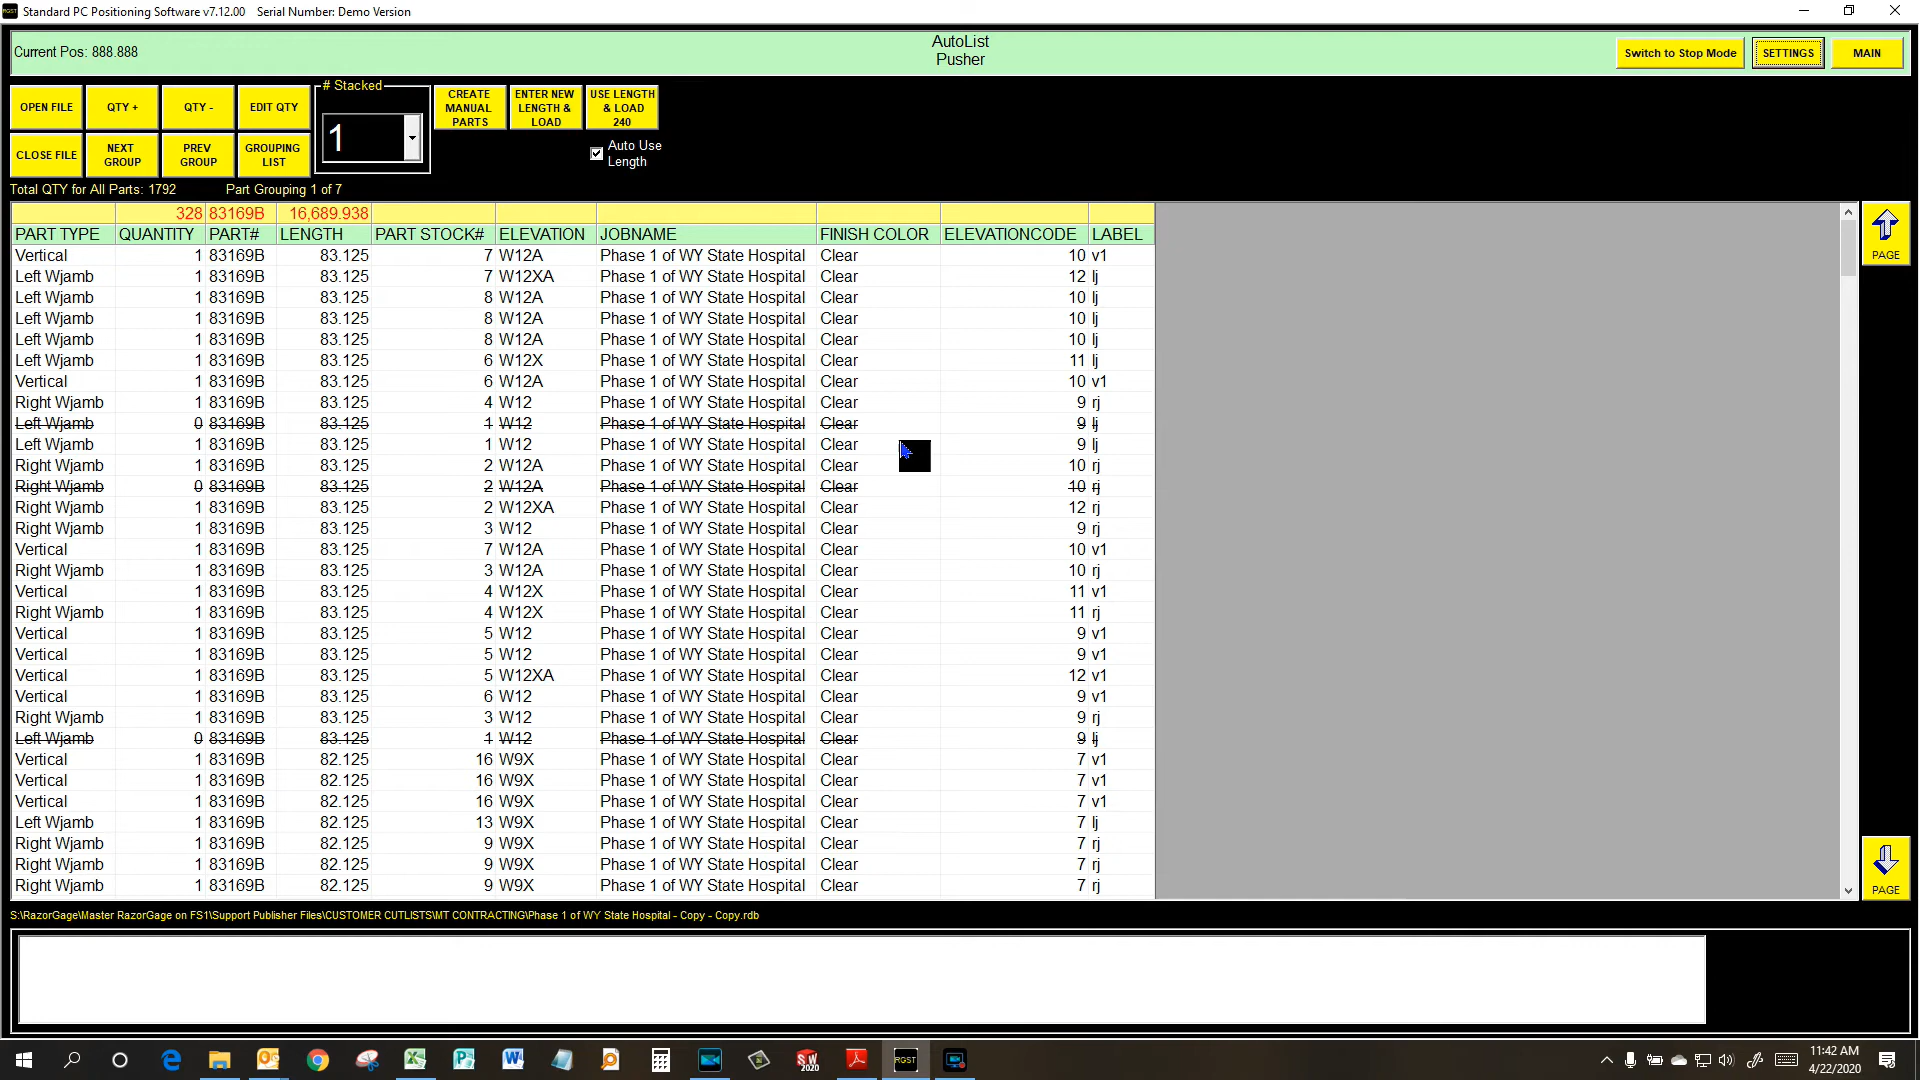 Standard PC Positioning Software v7.12.00    Serial Number: Demo Version
Current Pos: 888.888
AutoList
Pusher
Switch to Stop Mode
SETTINGS
MAIN
OPEN FILE
QTY +
QTY -
EDIT QTY
# Stacked
1
CREATE
MANUAL
PARTS
ENTER NEW
LENGTH &
LOAD
USE LENGTH
& LOAD
240
CLOSE FILE
NEXT
GROUP
PREV
GROUP
GROUPING
LIST
Auto Use
Length
Total QTY for All Parts: 1792
Part Grouping 1 of 7
328 83169B 16,689.938
PART TYPE QUANTITY PART# LENGTH PART STOCK# ELEVATION JOBNAME FINISH COLOR ELEVATIONCODE LABEL
Vertical 1 83169B 83.125 7 W12A Phase 1 of WY State Hospital Clear 10 v1
Left Wjamb 1 83169B 83.125 7 W12XA Phase 1 of WY State Hospital Clear 12 lj
Left Wjamb 1 83169B 83.125 8 W12A Phase 1 of WY State Hospital Clear 10 lj
Left Wjamb 1 83169B 83.125 8 W12A Phase 1 of WY State Hospital Clear 10 lj
Left Wjamb 1 83169B 83.125 8 W12A Phase 1 of WY State Hospital Clear 10 lj
Left Wjamb 1 83169B 83.125 6 W12X Phase 1 of WY State Hospital Clear 11 lj
Vertical 1 83169B 83.125 6 W12A Phase 1 of WY State Hospital Clear 10 v1
Right Wjamb 1 83169B 83.125 4 W12 Phase 1 of WY State Hospital Clear 9 rj
Left Wjamb 0 83169B 83.125 1 W12 Phase 1 of WY State Hospital Clear 9 lj
Left Wjamb 1 83169B 83.125 1 W12 Phase 1 of WY State Hospital Clear 9 lj
Right Wjamb 1 83169B 83.125 2 W12A Phase 1 of WY State Hospital Clear 10 rj
Right Wjamb 0 83169B 83.125 2 W12A Phase 1 of WY State Hospital Clear 10 rj
Right Wjamb 1 83169B 83.125 2 W12XA Phase 1 of WY State Hospital Clear 12 rj
Right Wjamb 1 83169B 83.125 3 W12 Phase 1 of WY State Hospital Clear 9 rj
Vertical 1 83169B 83.125 7 W12A Phase 1 of WY State Hospital Clear 10 v1
Right Wjamb 1 83169B 83.125 3 W12A Phase 1 of WY State Hospital Clear 10 rj
Vertical 1 83169B 83.125 4 W12X Phase 1 of WY State Hospital Clear 11 v1
Right Wjamb 1 83169B 83.125 4 W12X Phase 1 of WY State Hospital Clear 11 rj
Vertical 1 83169B 83.125 5 W12 Phase 1 of WY State Hospital Clear 9 v1
Vertical 1 83169B 83.125 5 W12 Phase 1 of WY State Hospital Clear 9 v1
Vertical 1 83169B 83.125 5 W12XA Phase 1 of WY State Hospital Clear 12 v1
Vertical 1 83169B 83.125 6 W12 Phase 1 of WY State Hospital Clear 9 v1
Right Wjamb 1 83169B 83.125 3 W12 Phase 1 of WY State Hospital Clear 9 rj
Left Wjamb 0 83169B 83.125 1 W12 Phase 1 of WY State Hospital Clear 9 lj
Vertical 1 83169B 82.125 16 W9X Phase 1 of WY State Hospital Clear 7 v1
Vertical 1 83169B 82.125 16 W9X Phase 1 of WY State Hospital Clear 7 v1
Vertical 1 83169B 82.125 16 W9X Phase 1 of WY State Hospital Clear 7 v1
Left Wjamb 1 83169B 82.125 13 W9X Phase 1 of WY State Hospital Clear 7 lj
Right Wjamb 1 83169B 82.125 9 W9X Phase 1 of WY State Hospital Clear 7 rj
Right Wjamb 1 83169B 82.125 9 W9X Phase 1 of WY State Hospital Clear 7 rj
Right Wjamb 1 83169B 82.125 9 W9X Phase 1 of WY State Hospital Clear 7 rj
PAGE
PAGE
S:\RazorGage\Master RazorGage on FS1\Support Publisher Files\CUSTOMER CUTLISTS\MT CONTRACTING\Phase 1 of WY State Hospital - Copy - Copy.rdb
RGST
11:42 AM
4/22/2020